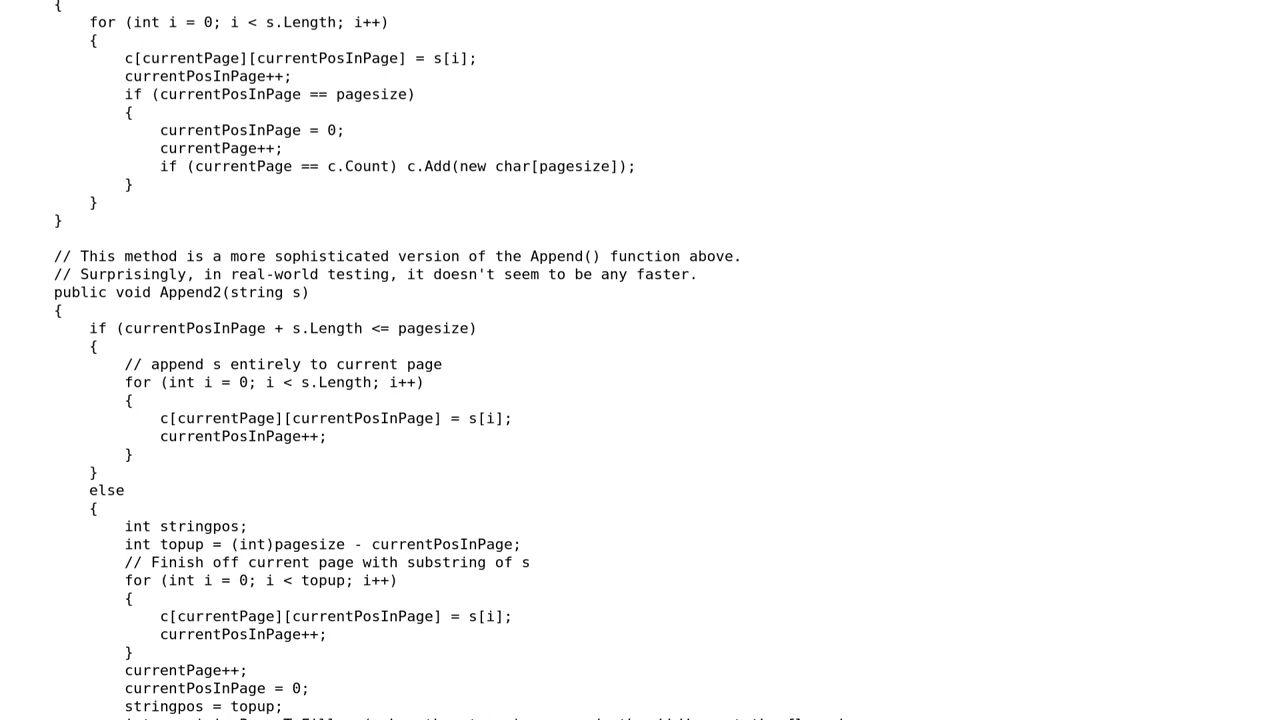 {
    for (int i = 0; i < s.Length; i++)
    {
        c[currentPage][currentPosInPage] = s[i];
        currentPosInPage++;
        if (currentPosInPage == pagesize)
        {
            currentPosInPage = 0;
            currentPage++;
            if (currentPage == c.Count) c.Add(new char[pagesize]);
        }
    }
}

// This method is a more sophisticated version of the Append() function above.
// Surprisingly, in real-world testing, it doesn't seem to be any faster.
public void Append2(string s)
{
    if (currentPosInPage + s.Length <= pagesize)
    {
        // append s entirely to current page
        for (int i = 0; i < s.Length; i++)
        {
            c[currentPage][currentPosInPage] = s[i];
            currentPosInPage++;
        }
    }
    else
    {
        int stringpos;
        int topup = (int)pagesize - currentPosInPage;
        // Finish off current page with substring of s
        for (int i = 0; i < topup; i++)
        {
            c[currentPage][currentPosInPage] = s[i];
            currentPosInPage++;
        }
        currentPage++;
        currentPosInPage = 0;
        stringpos = topup;